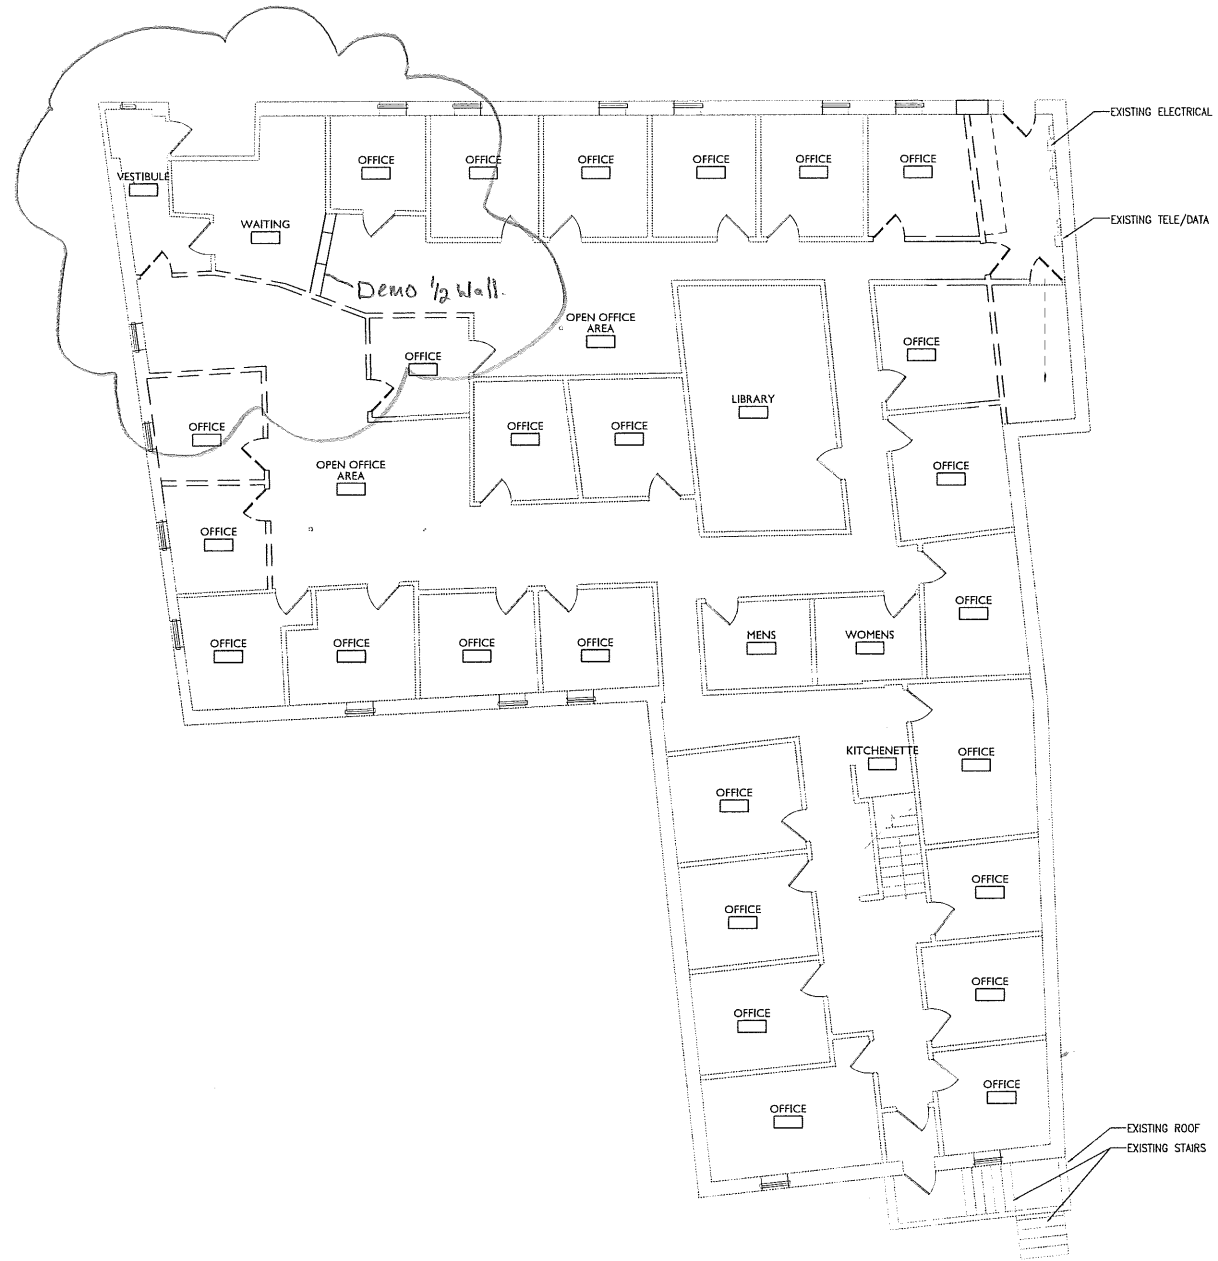 EXISTING ELECTRICAL
OFFICE
OFFICE
OFFICE
OFFICE
OFFICE
OFFICE
VESTIBULE
WAITING
EXISTING TELE/DATA
Demo 1/2 Wall.
OPEN OFFICE
AREA
OFFICE
OFFICE
LIBRARY
OFFICE
OFFICE
OFFICE
OPEN OFFICE
AREA
OFFICE
OFFICE
OFFICE
OFFICE
OFFICE
OFFICE
OFFICE
MENS
WOMENS
OFFICE
KITCHENETTE
OFFICE
OFFICE
OFFICE
OFFICE
OFFICE
OFFICE
OFFICE
OFFICE
EXISTING ROOF
EXISTING STAIRS